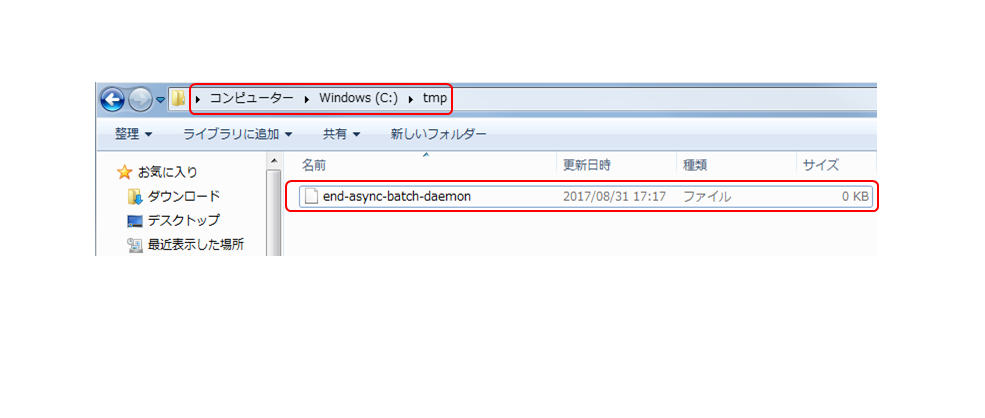 コンピューター Windows (C:) tmp
整理 ライブラリに追加 共有 新しいフォルダー
お気に入り
ダウンロード
デスクトップ
最近表示した場所
名前 更新日時 種類 サイズ
end-async-batch-daemon 2017/08/31 17:17 ファイル 0 KB